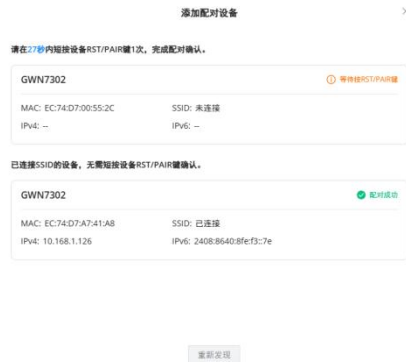 添加配对设备
请在27秒内短按设备RST/PAIR键1次，完成配对确认。
GWN7302
等待按RST/PAIR键
MAC: EC:74:D7:00:55:2C
SSID: 未连接
IPv4: --
IPv6: --
已连接SSID的设备，无需短按设备RST/PAIR键确认。
GWN7302
配对成功
MAC: EC:74:D7:A7:41:A8
SSID: 已连接
IPv4: 10.168.1.126
IPv6: 2408:8640:8fe:f3::7e
重新发现